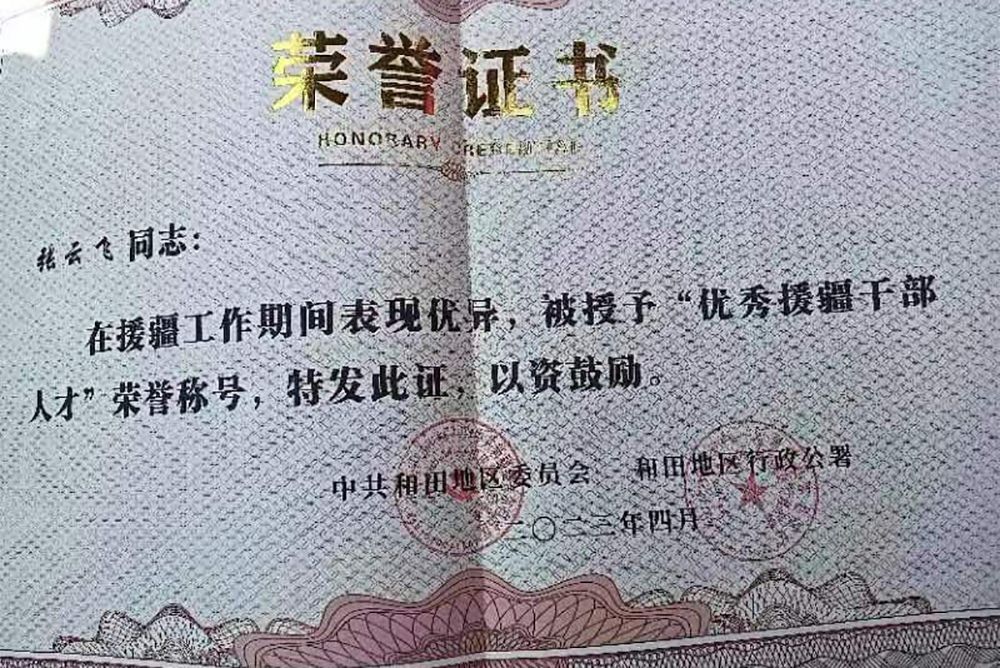 荣誉证书
HONORARY
张云飞同志：
在援疆工作期间表现优异，被授予“优秀援疆干部
人才”荣誉称号，特发此证，以资鼓励。
中共和田地区委员会 和田地区行政公署
二〇二三年四月